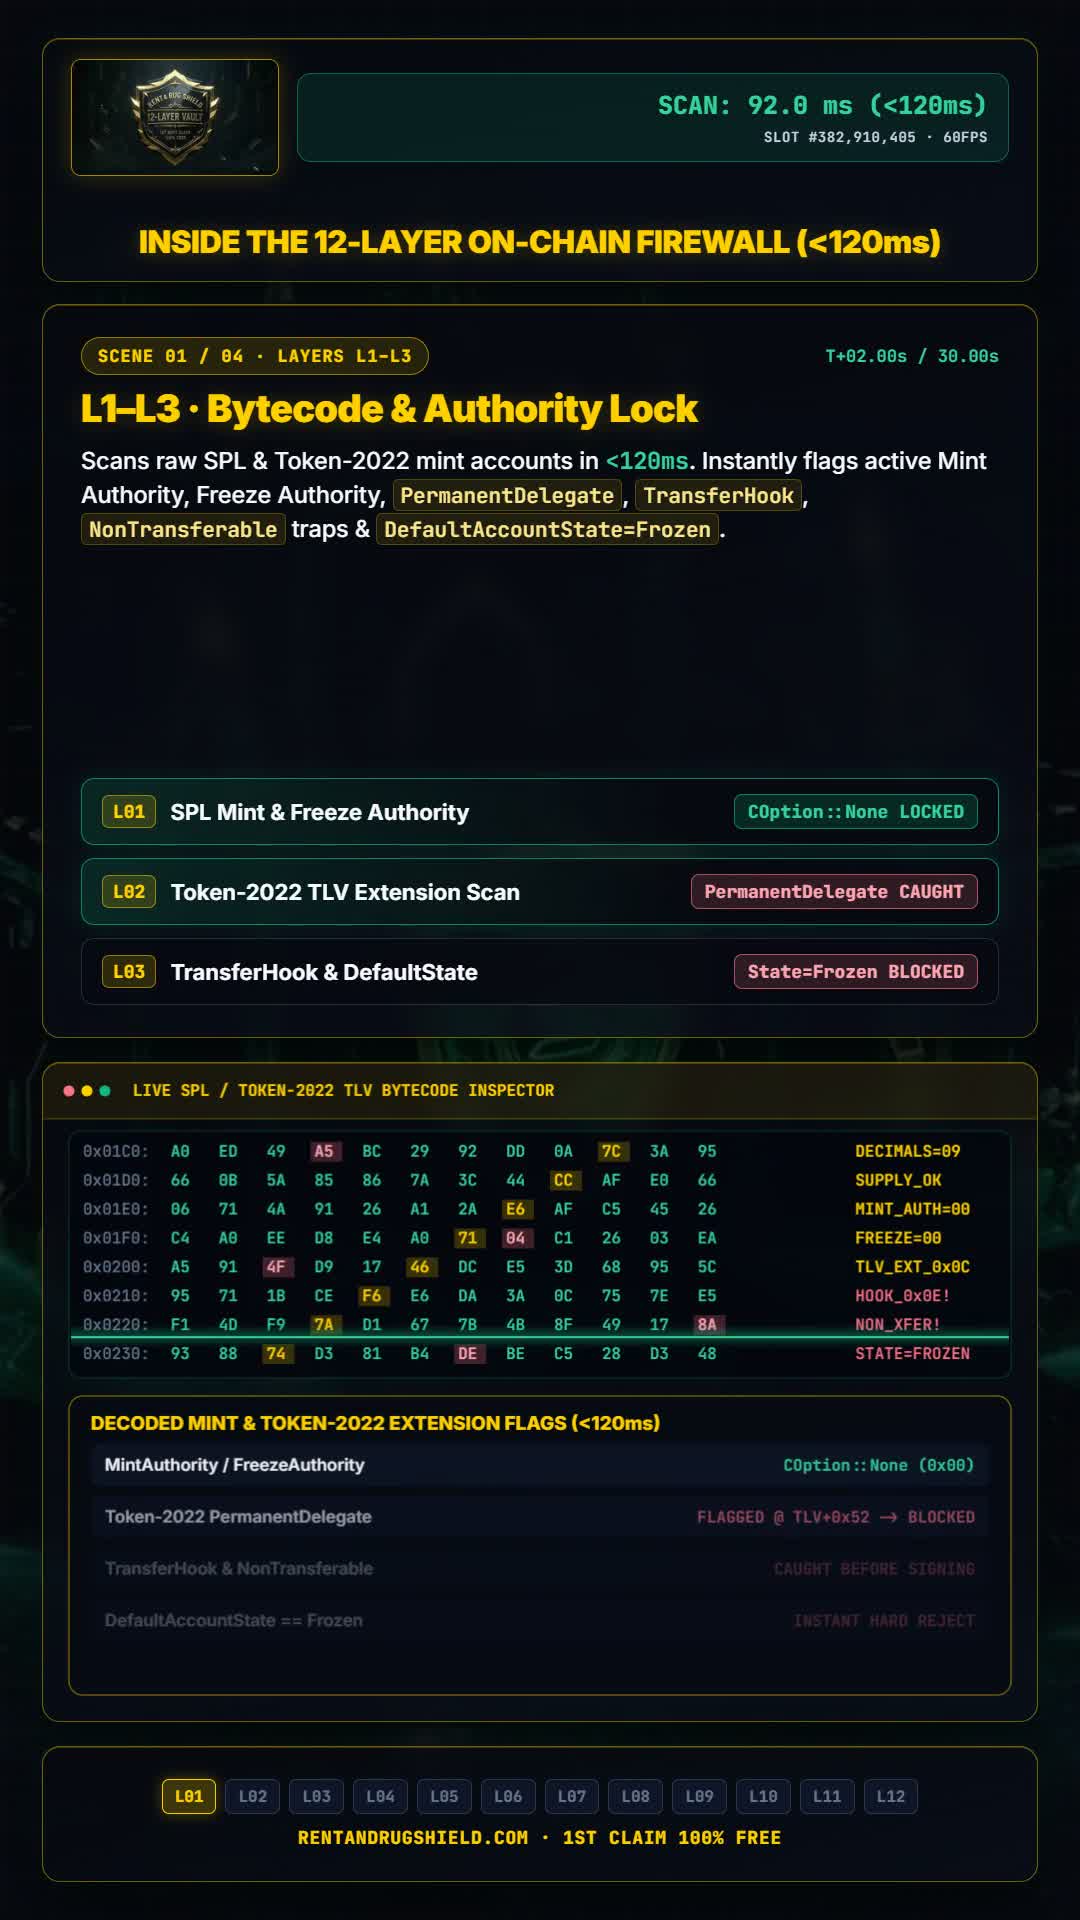 RENT & RUG SHIELD
12-LAYER VAULT
SCAN: 92.0 ms (<120ms)
SLOT #382,910,405 · 60FPS
INSIDE THE 12-LAYER ON-CHAIN FIREWALL (<120ms)
SCENE 01 / 04 · LAYERS L1–L3
T+02.00s / 30.00s
L1–L3 · Bytecode & Authority Lock
Scans raw SPL & Token-2022 mint accounts in <120ms. Instantly flags active Mint
Authority, Freeze Authority, PermanentDelegate, TransferHook,
NonTransferable traps & DefaultAccountState=Frozen.
L01 SPL Mint & Freeze Authority COption::None LOCKED
L02 Token-2022 TLV Extension Scan PermanentDelegate CAUGHT
L03 TransferHook & DefaultState State=Frozen BLOCKED
LIVE SPL / TOKEN-2022 TLV BYTECODE INSPECTOR
0x01C0: A0 ED 49 A5 BC 29 92 DD 0A 7C 3A 95 DECIMALS=09
0x01D0: 66 0B 5A 85 86 7A 3C 44 CC AF E0 66 SUPPLY_OK
0x01E0: 06 71 4A 91 26 A1 2A E6 AF C5 45 26 MINT_AUTH=00
0x01F0: C4 A0 EE D8 E4 A0 71 04 C1 26 03 EA FREEZE=00
0x0200: A5 91 4F D9 17 46 DC E5 3D 68 95 5C TLV_EXT_0x0C
0x0210: 95 71 1B CE F6 E6 DA 3A 0C 75 7E E5 HOOK_0x0E!
0x0220: F1 4D F9 7A D1 67 7B 4B 8F 49 17 8A NON_XFER!
0x0230: 93 88 74 D3 81 B4 DE BE C5 28 D3 48 STATE=FROZEN
DECODED MINT & TOKEN-2022 EXTENSION FLAGS (<120ms)
MintAuthority / FreezeAuthority COption::None (0x00)
Token-2022 PermanentDelegate FLAGGED @ TLV+0x52 → BLOCKED
TransferHook & NonTransferable CAUGHT BEFORE SIGNING
DefaultAccountState == Frozen INSTANT HARD REJECT
L01 L02 L03 L04 L05 L06 L07 L08 L09 L10 L11 L12
RENTANDRUGSHIELD.COM · 1ST CLAIM 100% FREE